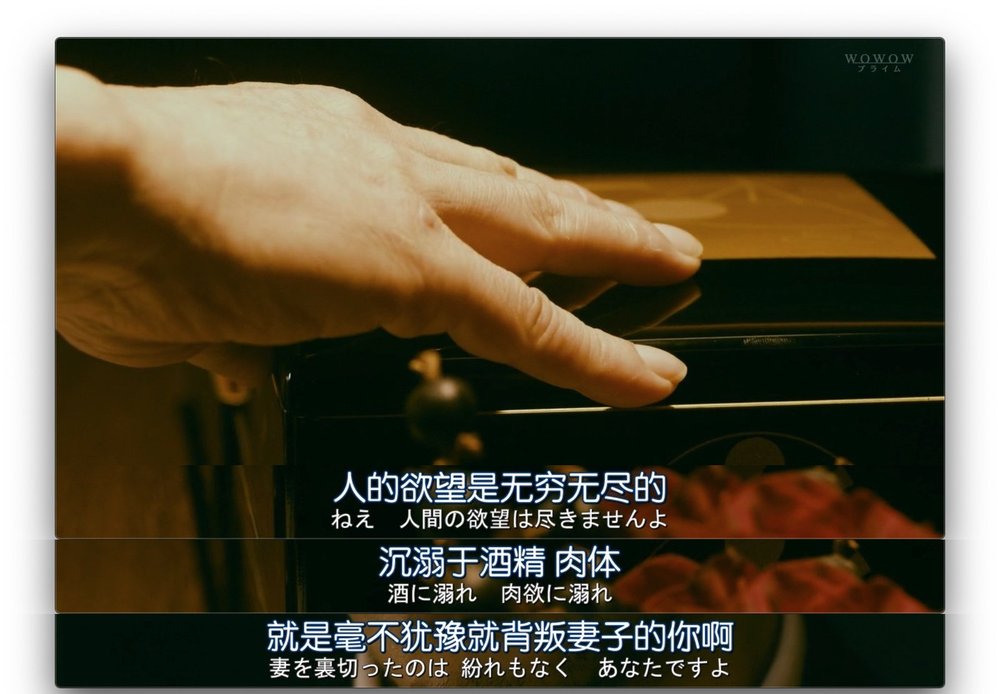 WOWOW
プライム
人的欲望是无穷无尽的
ねえ　人間の欲望は尽きませんよ
沉溺于酒精 肉体
酒に溺れ　肉欲に溺れ
就是毫不犹豫就背叛妻子的你啊
妻を裏切ったのは 紛れもなく　あなたですよ